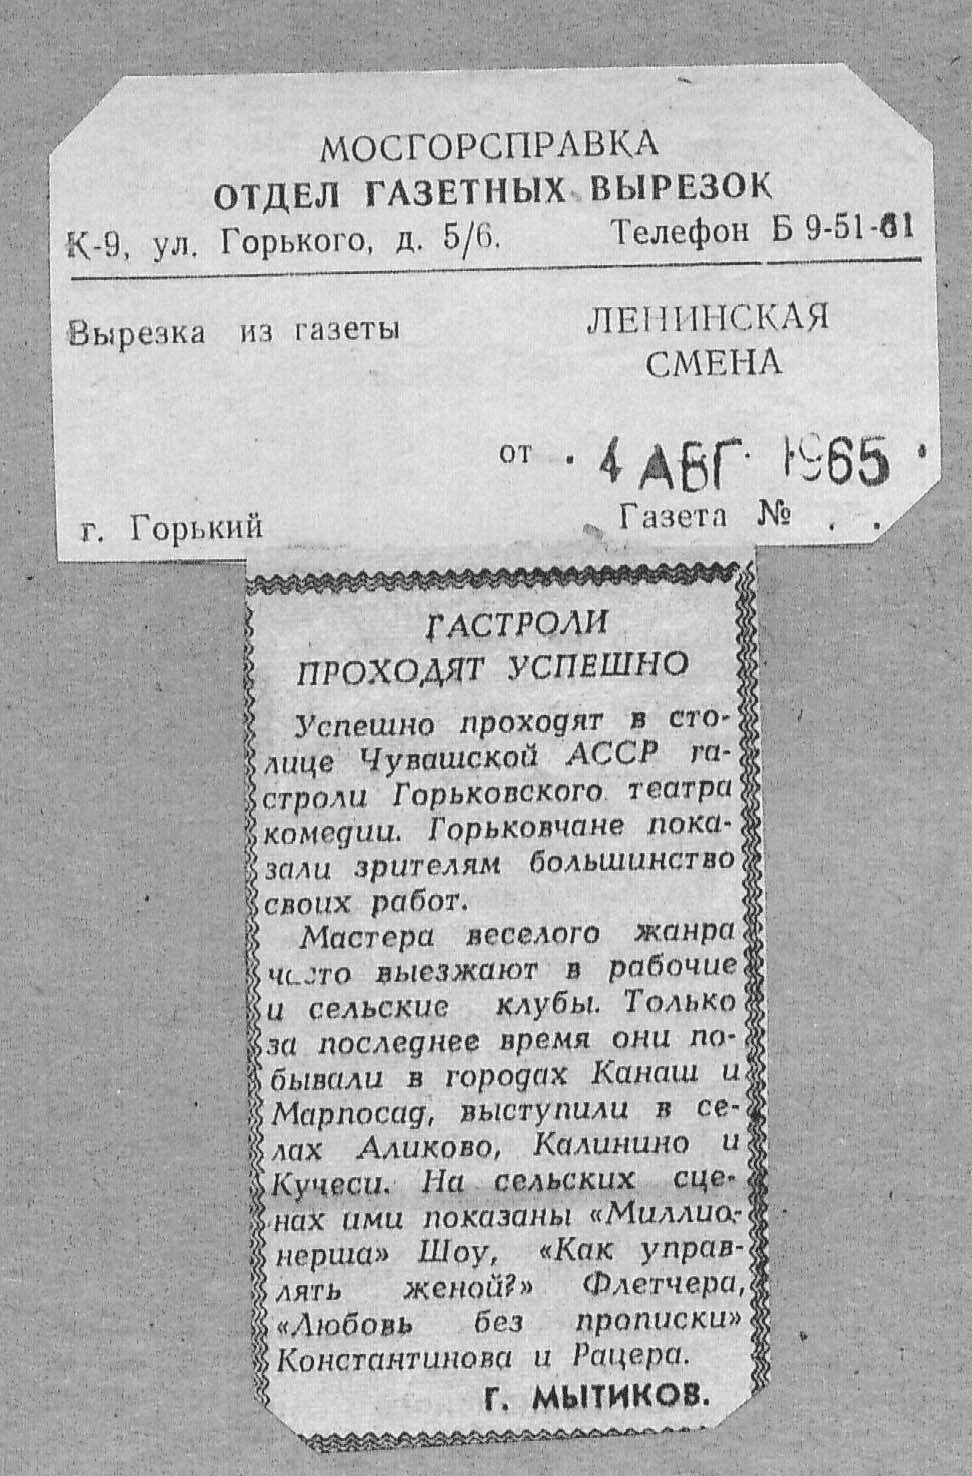 МОСГОРСПРАВКА
ОТДЕЛ ГАЗЕТНЫХ ВЫРЕЗОК
К-9, ул. Горького, д. 5/6. Телефон Б 9-51-61
Вырезка из газеты
ЛЕНИНСКАЯ
СМЕНА
от . 4 АВГ 1965 .
г. Горький
Газета № . .
ГАСТРОЛИ
ПРОХОДЯТ УСПЕШНО
Успешно проходят в сто-
лице Чувашской АССР га-
строли Горьковского театра
комедии. Горьковчане пока-
зали зрителям большинство
своих работ.
Мастера веселого жанра
часто выезжают в рабочие
и сельские клубы. Только
за последнее время они по-
бывали в городах Канаш и
Марпосад, выступили в се-
лах Аликово, Калинино и
Кучеси. На сельских сце-
нах ими показаны «Миллио-
нерша» Шоу, «Как управ-
лять женой?» Флетчера,
«Любовь без прописки»
Константинова и Рацера.
Г. МЫТИКОВ.